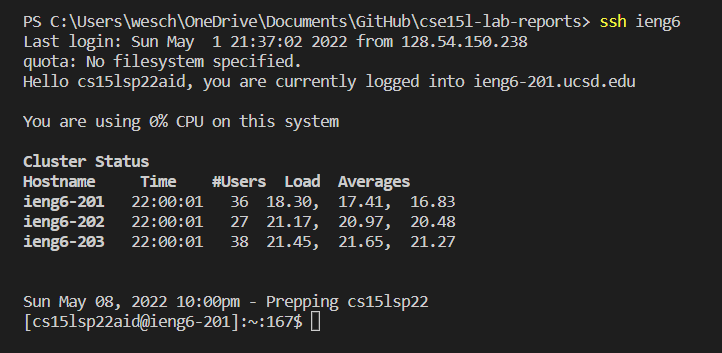 PS C:\Users\wesch\OneDrive\Documents\GitHub\cse15l-lab-reports> ssh ieng6
Last login: Sun May  1 21:37:02 2022 from 128.54.150.238
quota: No filesystem specified.
Hello cs15lsp22aid, you are currently logged into ieng6-201.ucsd.edu
You are using 0% CPU on this system
Cluster Status
Hostname     Time    #Users  Load  Averages
ieng6-201   22:00:01   36  18.30,  17.41,  16.83
ieng6-202   22:00:01   27  21.17,  20.97,  20.48
ieng6-203   22:00:01   38  21.45,  21.65,  21.27
Sun May 08, 2022 10:00pm - Prepping cs15lsp22
[cs15lsp22aid@ieng6-201]:~:167$